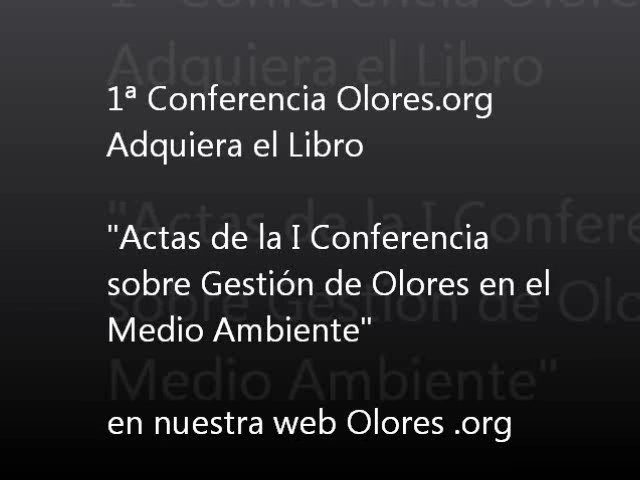 1ª Conferencia Olores.org
Adquiera el Libro
"Actas de la I Conferencia
sobre Gestión de Olores en el
Medio Ambiente"
en nuestra web Olores .org